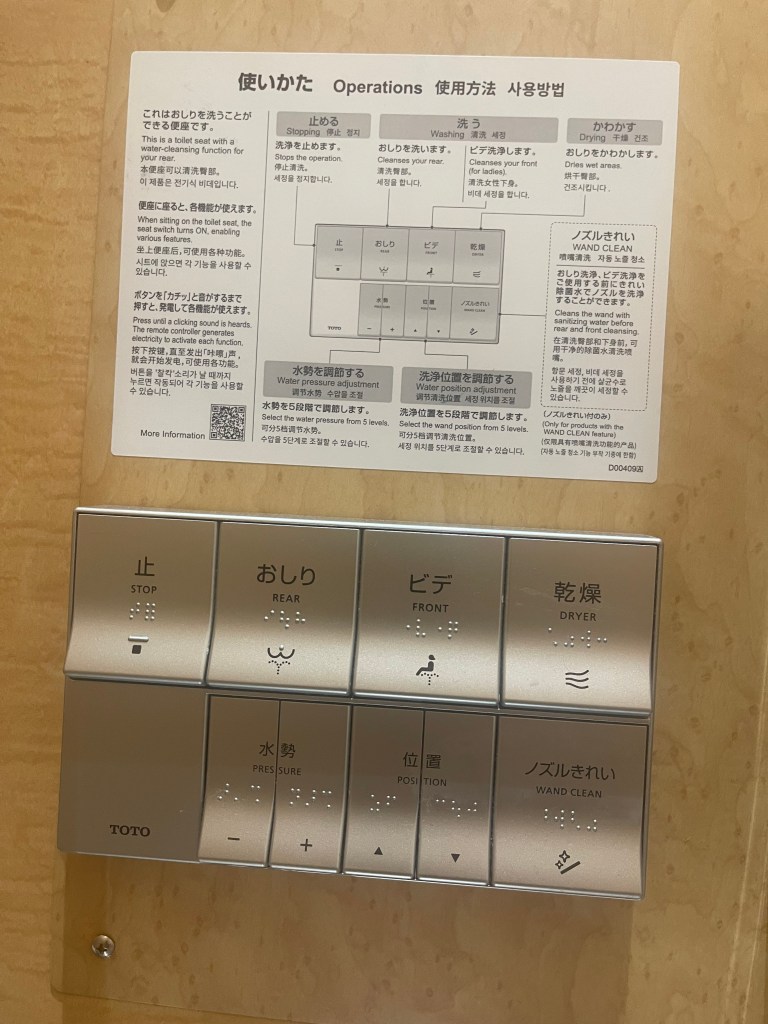 使いかた Operations 使用方法 사용방법
これはおしりを洗うことが
できる便座です。
This is a toilet seat with a
water-cleansing function for
your rear.
本便座可以清洗臀部。
이 제품은 전기식 비데입니다.
便座に座ると、各機能が使えます。
When sitting on the toilet seat, the
seat switch turns ON, enabling
various features.
坐上便座后,可使用各种功能。
시트에 앉으면 각 기능을 사용할 수
있습니다.
ボタンを「カチッ」と音がするまで
押すと、発電して各機能が使えます。
Press until a clicking sound is heards.
The remote controller generates
electricity to activate each function.
按下按键,直至发出「咔嚓」声,
就会开始发电,可使用各功能。
버튼을 '찰칵'소리가 날 때까지
누르면 작동되어 각 기능을 사용할
수 있습니다.
More Information
止める
Stopping 停止 정지
洗浄を止めます。
Stops the operation.
停止清洗。
세정을 정지합니다.
洗う
Washing 清洗 세정
おしりを洗います。
Cleanses your rear.
清洗臀部。
세정을 합니다.
ビデ洗浄します。
Cleanses your front
(for ladies).
清洗女性下身。
비데 세정을 합니다.
かわかす
Drying 干燥 건조
おしりをかわかします。
Dries wet areas.
烘干臀部。
건조시킵니다.
止 おしり ビデ 乾燥
STOP REAR FRONT DRYER
水勢 位置 ノズルきれい
PRESSURE POSITION WAND CLEAN
− + ▲ ▼
TOTO
ノズルきれい
WAND CLEAN
喷嘴清洗 자동 노즐 청소
おしり洗浄、ビデ洗浄を
ご使用する前にきれい
除菌水でノズルを洗浄
することができます。
Cleans the wand with
sanitizing water before
rear and front cleansing.
在清洗臀部和下身前,可
用干净的除菌水清洗喷
嘴。
항문 세정, 비데 세정을
사용하기 전에 살균수로
노즐을 깨끗이 세정할 수
있습니다.
(ノズルきれい付のみ)
(Only for products with the
WAND CLEAN feature)
(仅限具有喷嘴清洗功能的产品)
(자동 노즐 청소 기능 부착 기종에 한함)
水勢を調節する
Water pressure adjustment
调节水势 수압을 조절
水勢を5段階で調節します。
Select the water pressure from 5 levels.
可分5档调节水势。
수압을 5단계로 조절할 수 있습니다.
洗浄位置を調節する
Water position adjustment
调节清洗位置 세정 위치를 조절
洗浄位置を5段階で調節します。
Select the wand position from 5 levels.
可分5档调节清洗位置。
세정 위치를 5단계로 조절할 수 있습니다.
止 おしり ビデ 乾燥
STOP REAR FRONT DRYER
水勢 位置 ノズルきれい
PRESSURE POSITION WAND CLEAN
− + ▲ ▼
TOTO